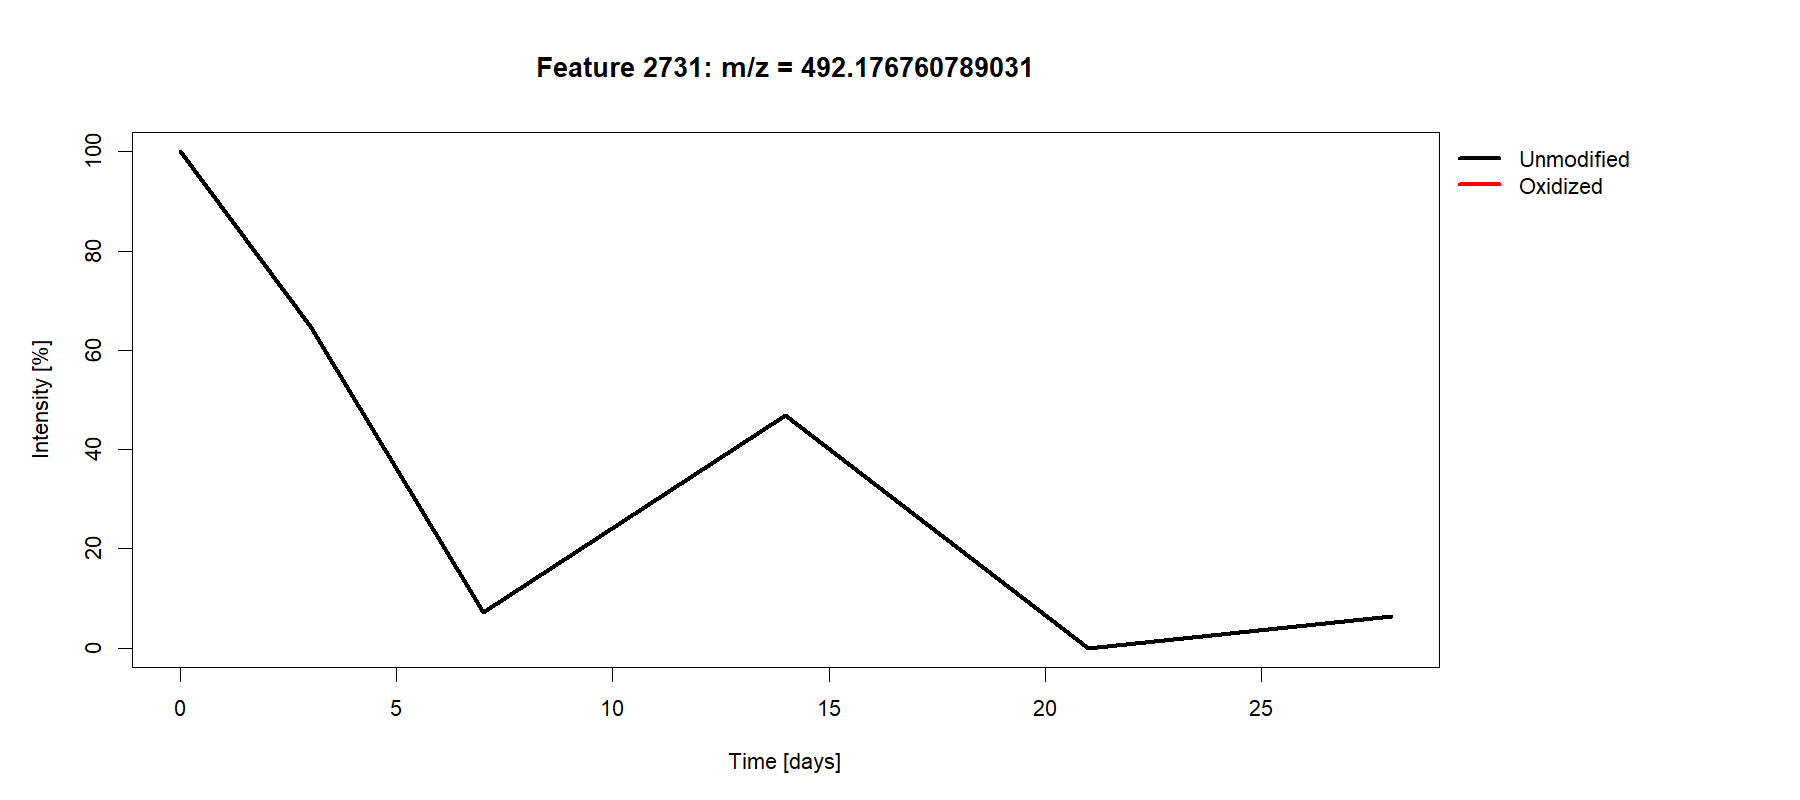 Feature 2731: m/z = 492.176760789031
Unmodified
Oxidized
Intensity [%]
100
80
60
40
20
0
0 5 10 15 20 25
Time [days]